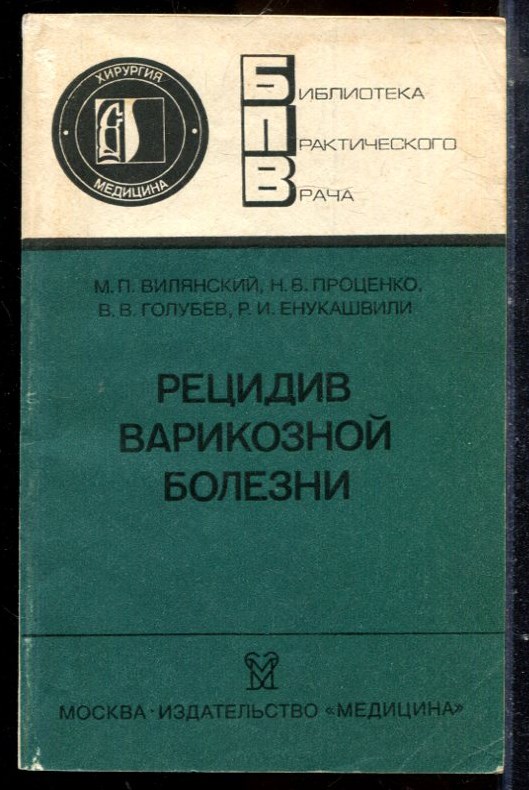 ХИРУРГИЯ
МЕДИЦИНА
БИБЛИОТЕКА
ПРАКТИЧЕСКОГО
ВРАЧА
М. П. ВИЛЯНСКИЙ, Н. В. ПРОЦЕНКО,
В. В. ГОЛУБЕВ, Р. И. ЕНУКАШВИЛИ
РЕЦИДИВ
ВАРИКОЗНОЙ
БОЛЕЗНИ
МОСКВА · ИЗДАТЕЛЬСТВО «МЕДИЦИНА»